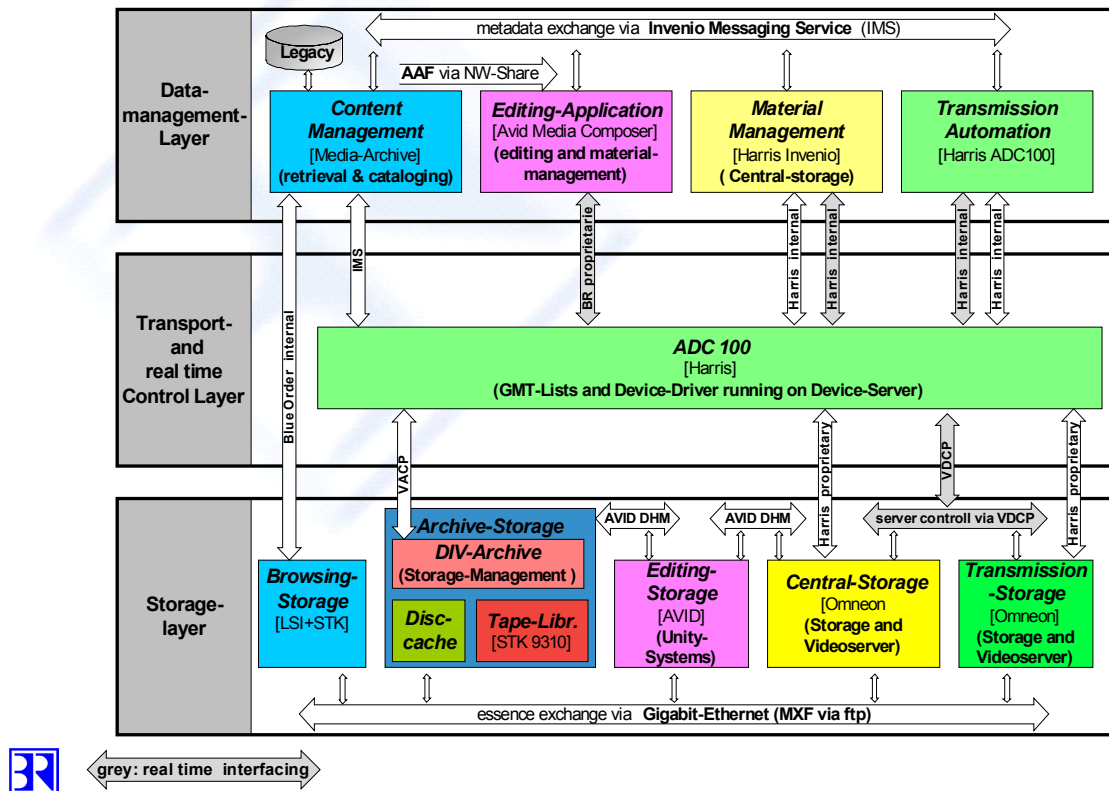 metadata exchange via Invenio Messaging Service (IMS)
Legacy
AAF via NW-Share
Data-
management-
Layer
Content
Management
[Media-Archive]
(retrieval & cataloging)
Editing-Application
[Avid Media Composer]
(editing and material-
management)
Material
Management
[Harris Invenio]
( Central-storage)
Transmission
Automation
[Harris ADC100]
Blue Order internal
IMS
BR proprietarie
Harris internal
Harris internal
Harris internal
Harris internal
Transport-
and
real time
Control Layer
ADC 100
[Harris]
(GMT-Lists and Device-Driver running on Device-Server)
VACP
Harris proprietary
VDCP
Harris proprietary
Storage-
layer
AVID DHM
AVID DHM
server controll via VDCP
Archive-Storage
DIV-Archive
(Storage-Management )
Disc-
cache
Tape-Libr.
[STK 9310]
Browsing-
Storage
[LSI+STK]
Editing-
Storage
[AVID]
(Unity-
Systems)
Central-Storage
[Omneon
(Storage and
Videoserver)
Transmission
-Storage
[Omneon]
(Storage and
Videoserver)
essence exchange via Gigabit-Ethernet (MXF via ftp)
BR
grey: real time interfacing